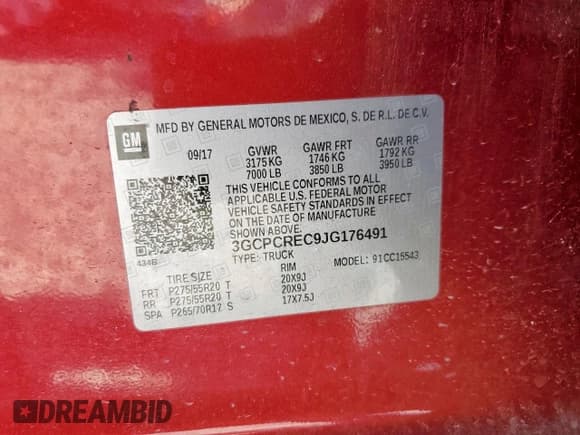 GM
MFD BY GENERAL MOTORS DE MEXICO, S. DE R.L. DE C.V.
09/17 GVWR GAWR FRT GAWR RR
3175 KG 1746 KG 1792 KG
7000 LB 3850 LB 3950 LB
THIS VEHICLE CONFORMS TO ALL
APPLICABLE U.S. FEDERAL MOTOR
VEHICLE SAFETY STANDARDS IN EFFECT
ON THE DATE OF MANUFACTURE
SHOWN ABOVE.
434B
3GCPCREC9JG176491
TYPE: TRUCK MODEL: 91CC15543
TIRE SIZE RIM
FRT P275/55R20 T 20X9J
RR P275/55R20 T 20X9J
SPA P265/70R17 S 17X7.5J
DREAMBID